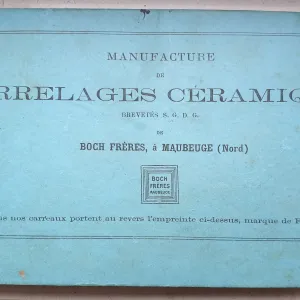 MANUFACTURE
DE
RRELAGES CÉRAMIQ
BREVETÉS S. G. D. G.
DE
BOCH FRÈRES, à MAUBEUGE (Nord)
BOCH
FRÈRES
MAUBEUGE
e nos carreaux portent au revers l'empreinte ci-dessus, marque de F